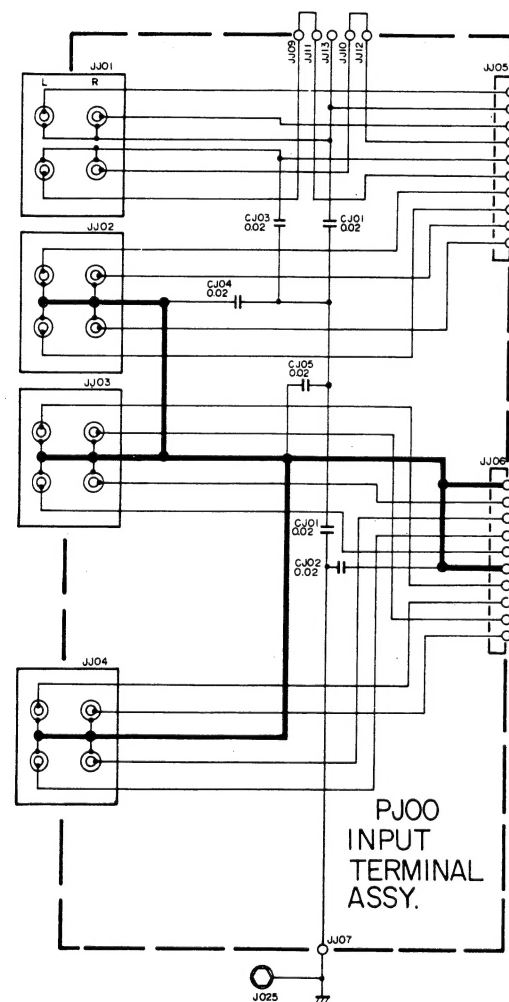 JJ09
JJ11
JJ13
JJ10
JJ12
JJ01
L R
JJ05
CJ03
0.02
CJ01
0.02
JJ02
CJ04
0.02
CJ05
0.02
JJ03
JJ06
CJ01
0.02
CJ02
0.02
JJ04
PJ00
INPUT
TERMINAL
ASSY.
JJ07
J025